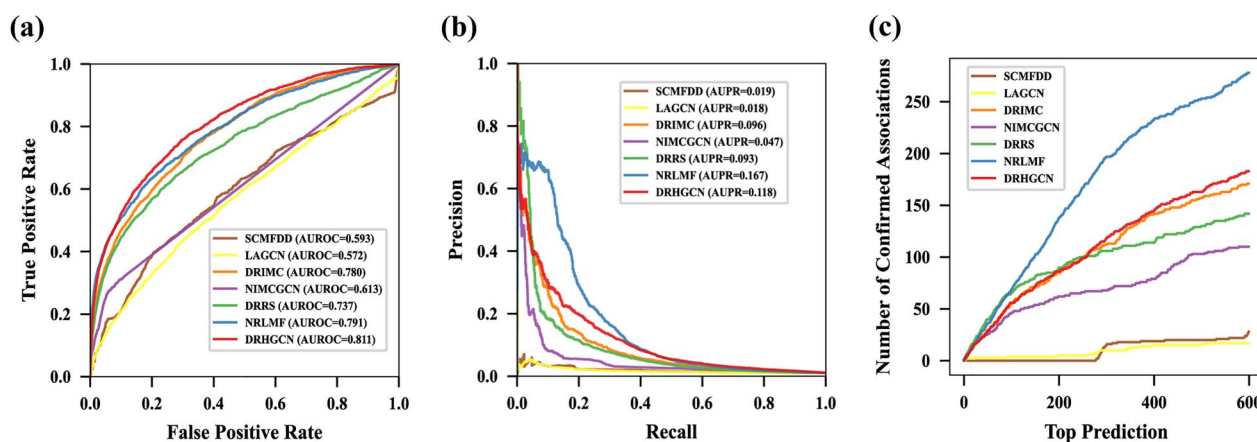 (a)
1.0
0.8
0.6
0.4
0.2
0.0
True Positive Rate
SCMFDD (AUROC=0.593)
LAGCN (AUROC=0.572)
DRIMC (AUROC=0.780)
NIMCGCN (AUROC=0.613)
DRRS (AUROC=0.737)
NRLMF (AUROC=0.791)
DRHGCN (AUROC=0.811)
0.0 0.2 0.4 0.6 0.8 1.0
False Positive Rate
(b)
1.0
0.8
0.6
0.4
0.2
0.0
Precision
SCMFDD (AUPR=0.019)
LAGCN (AUPR=0.018)
DRIMC (AUPR=0.096)
NIMCGCN (AUPR=0.047)
DRRS (AUPR=0.093)
NRLMF (AUPR=0.167)
DRHGCN (AUPR=0.118)
0.0 0.2 0.4 0.6 0.8 1.0
Recall
(c)
250
200
150
100
50
0
Number of Confirmed Associations
SCMFDD
LAGCN
DRIMC
NIMCGCN
DRRS
NRLMF
DRHGCN
0 200 400 600
Top Prediction